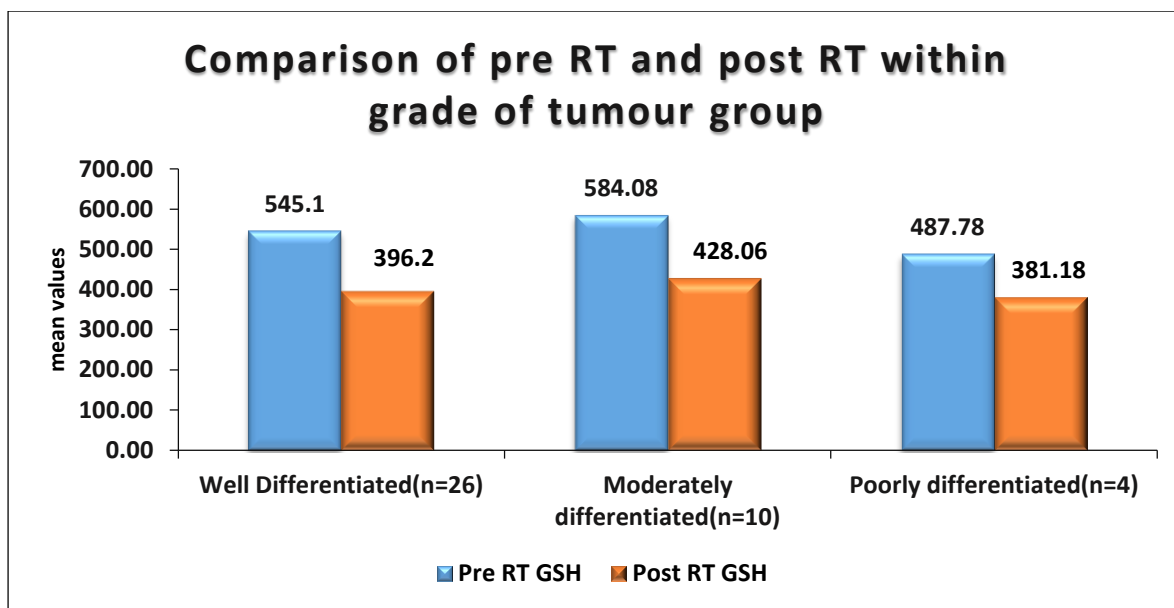 Comparison of pre RT and post RT within
grade of tumour group
700.00
600.00
500.00
400.00
300.00
200.00
100.00
0.00
mean values
545.1
396.2
584.08
428.06
487.78
381.18
Well Differentiated(n=26)
Moderately
differentiated(n=10)
Poorly differentiated(n=4)
Pre RT GSH
Post RT GSH